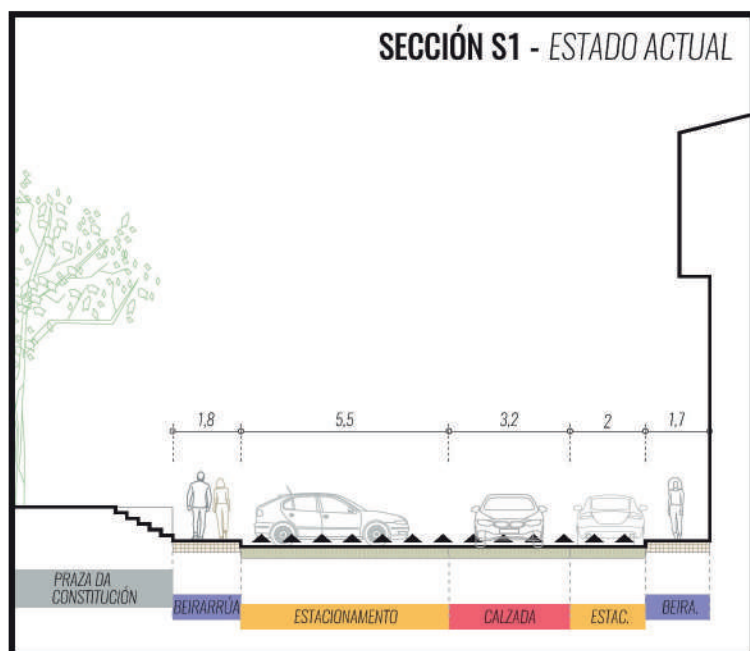 SECCIÓN S1 - ESTADO ACTUAL
1,8 5,5 3,2 2 1,7
PRAZA DA
CONSTITUCIÓN
BEIRARRÚA ESTACIONAMENTO CALZADA ESTAC. BEIRA.